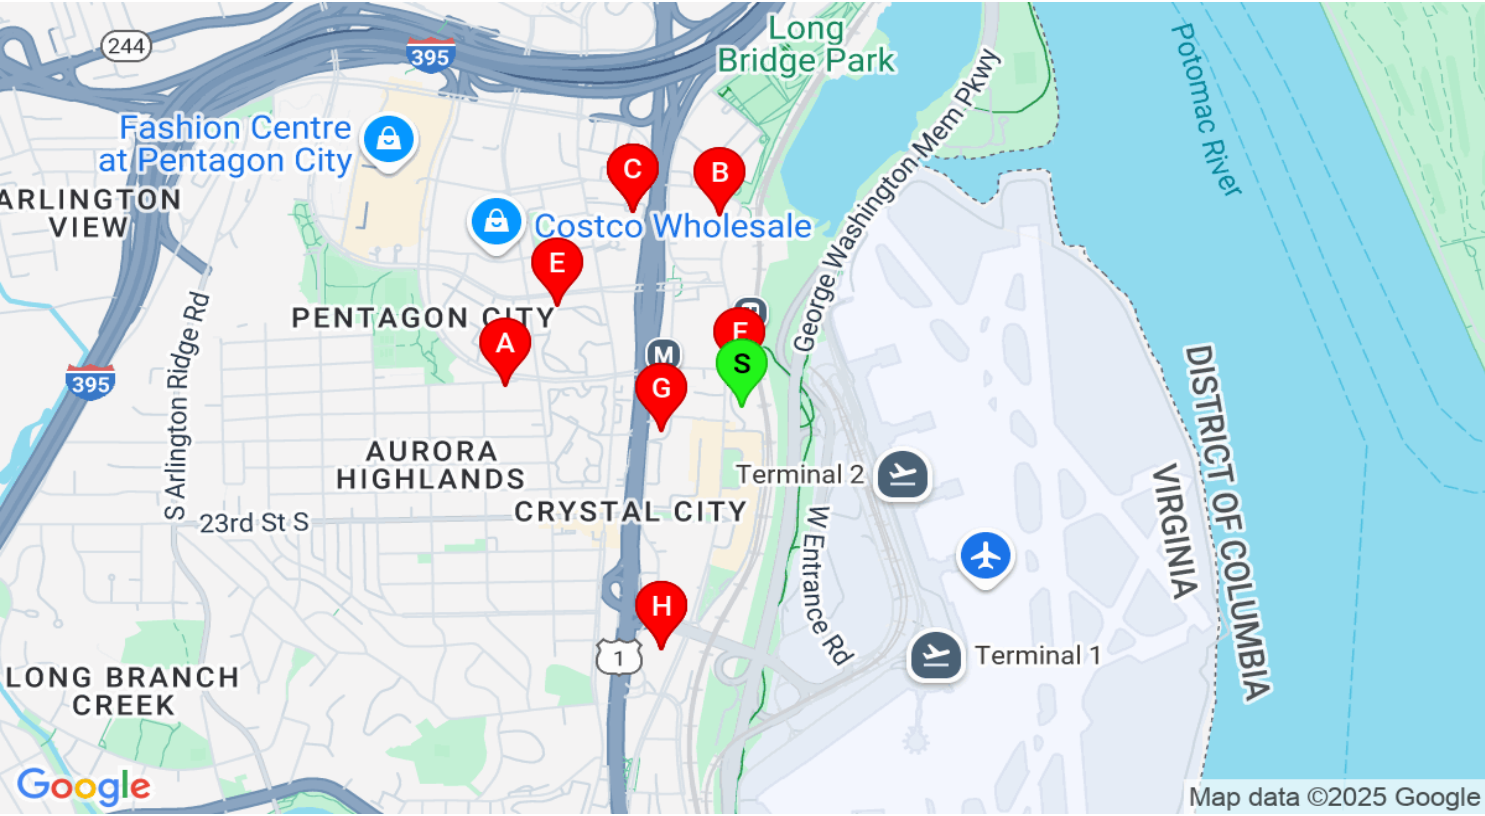 Long
Bridge Park
244
395
Fashion Centre
at Pentagon City
George Washington Mem Pkwy
Potomac River
C
B
ARLINGTON
VIEW
Costco Wholesale
E
S Arlington Ridge Rd
PENTAGON CITY
A
M
S
G
395
DISTRICT OF COLUMBIA
VIRGINIA
AURORA
HIGHLANDS
Terminal 2
CRYSTAL CITY
23rd St S
W Entrance Rd
H
1
Terminal 1
LONG BRANCH
CREEK
Google
Map data ©2025 Google